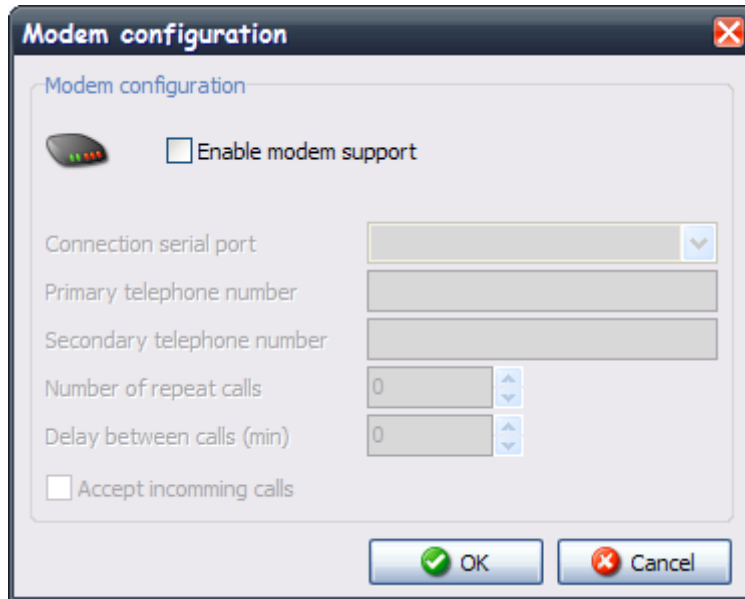 Modem configuration
Modem configuration
Enable modem support
Connection serial port
Primary telephone number
Secondary telephone number
Number of repeat calls 0
Delay between calls (min) 0
Accept incomming calls
OK Cancel